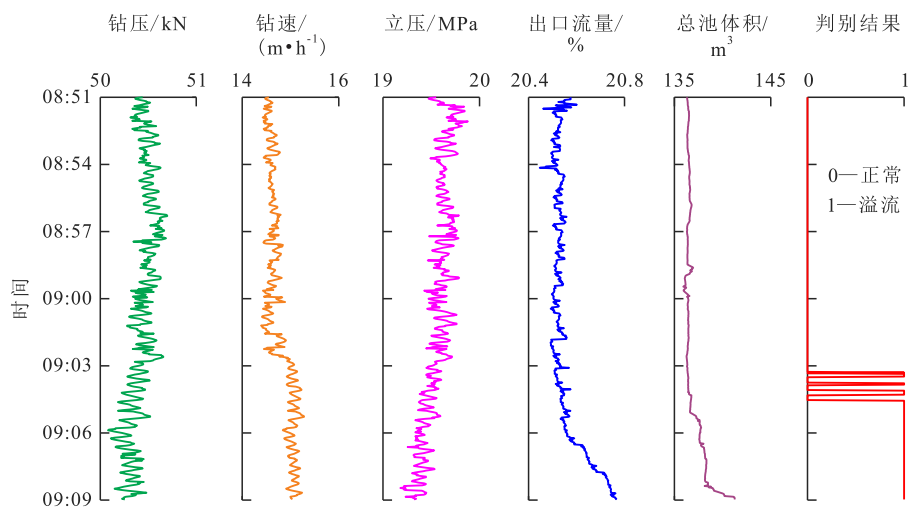 钻压/kN
钻速/
(m•h⁻¹)
立压/MPa
出口流量/
%
总池体积/
m³
判别结果
50 51
14 16
19 20
20.4 20.8
135 145
0 1
08:51
08:54
08:57
09:00
09:03
09:06
09:09
时间
0—正常
1—溢流